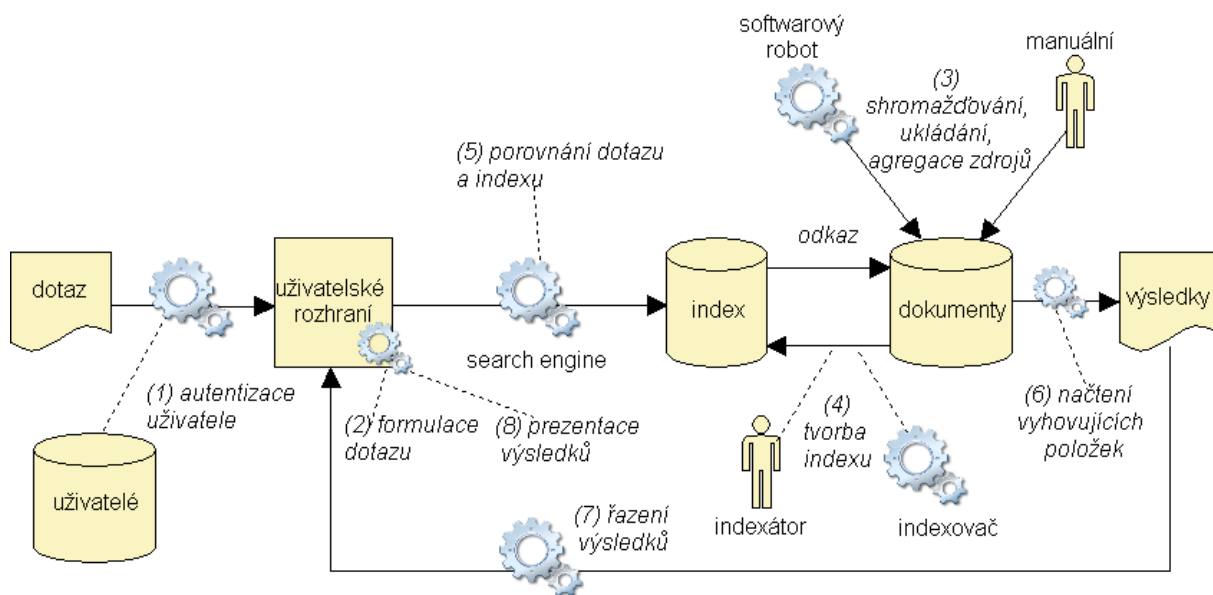 softwarový
robot
manuální
(3)
shromažďování,
ukládání,
agregace zdrojů
(5) porovnání dotazu
a indexu
odkaz
dotaz
uživatelské
rozhraní
search engine
index
dokumenty
výsledky
(1) autentizace
uživatele
(2) formulace
dotazu
(8) prezentace
výsledků
(4)
tvorba
indexu
(6) načtení
vyhovujících
položek
uživatelé
indexátor
indexovač
(7) řazení
výsledků